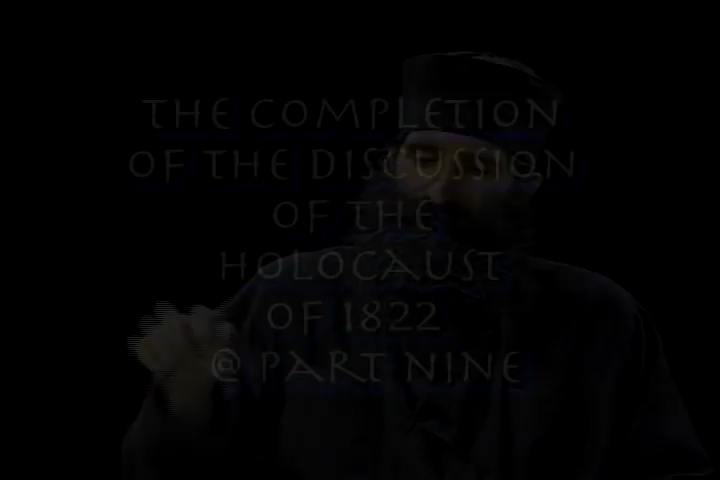 THE COMPLETION
OF THE DISCUSSION
OF THE
HOLOCAUST
OF 1822
@ PART NINE